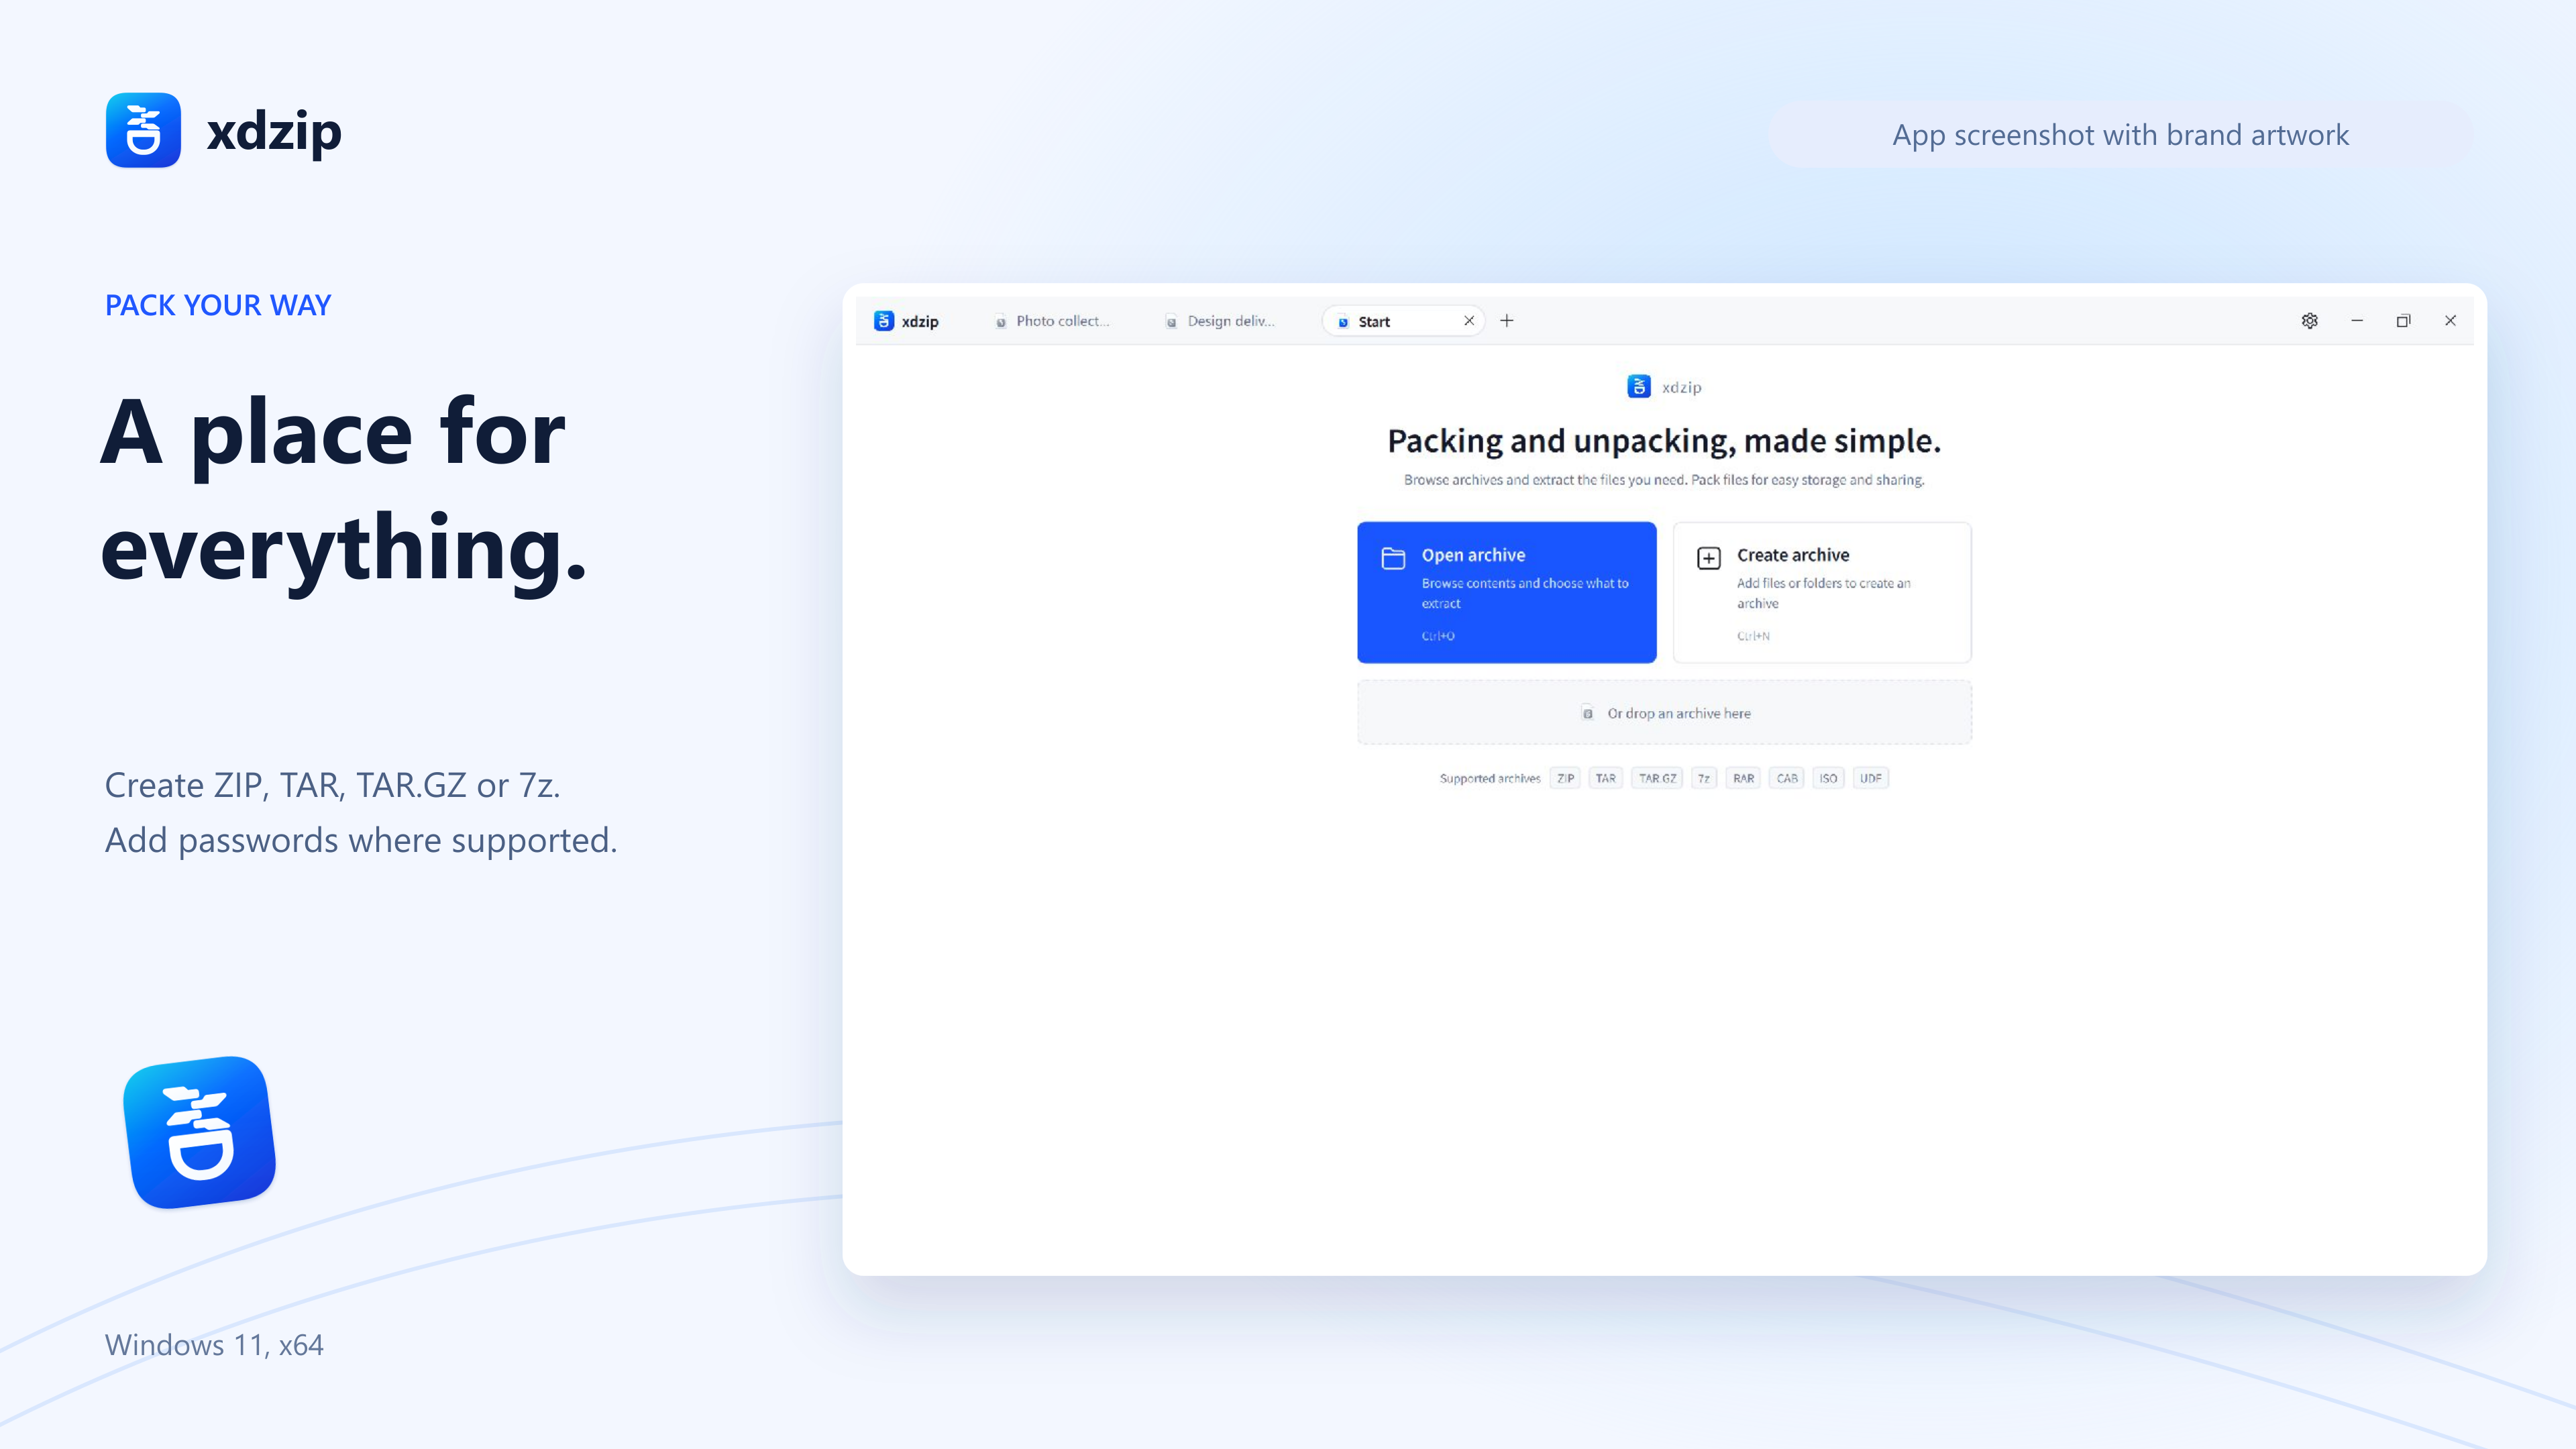 xdzip
App screenshot with brand artwork
PACK YOUR WAY
A place for
everything.
Create ZIP, TAR, TAR.GZ or 7z.
Add passwords where supported.
Windows 11, x64
xdzip
Photo collect...
Design deliv...
Start
xdzip
Packing and unpacking, made simple.
Browse archives and extract the files you need. Pack files for easy storage and sharing.
Open archive
Browse contents and choose what to
extract
Ctrl+O
Create archive
Add files or folders to create an
archive
Ctrl+N
Or drop an archive here
Supported archives ZIP TAR TAR.GZ 7z RAR CAB ISO UDF